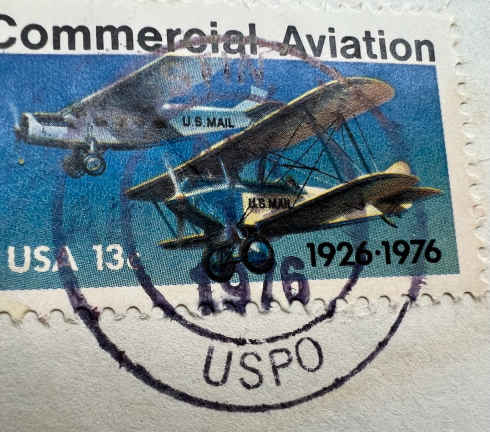 Commercial Aviation
U.S. MAIL
U.S. MAIL
USA 13c
1926·1976
1976
USPO